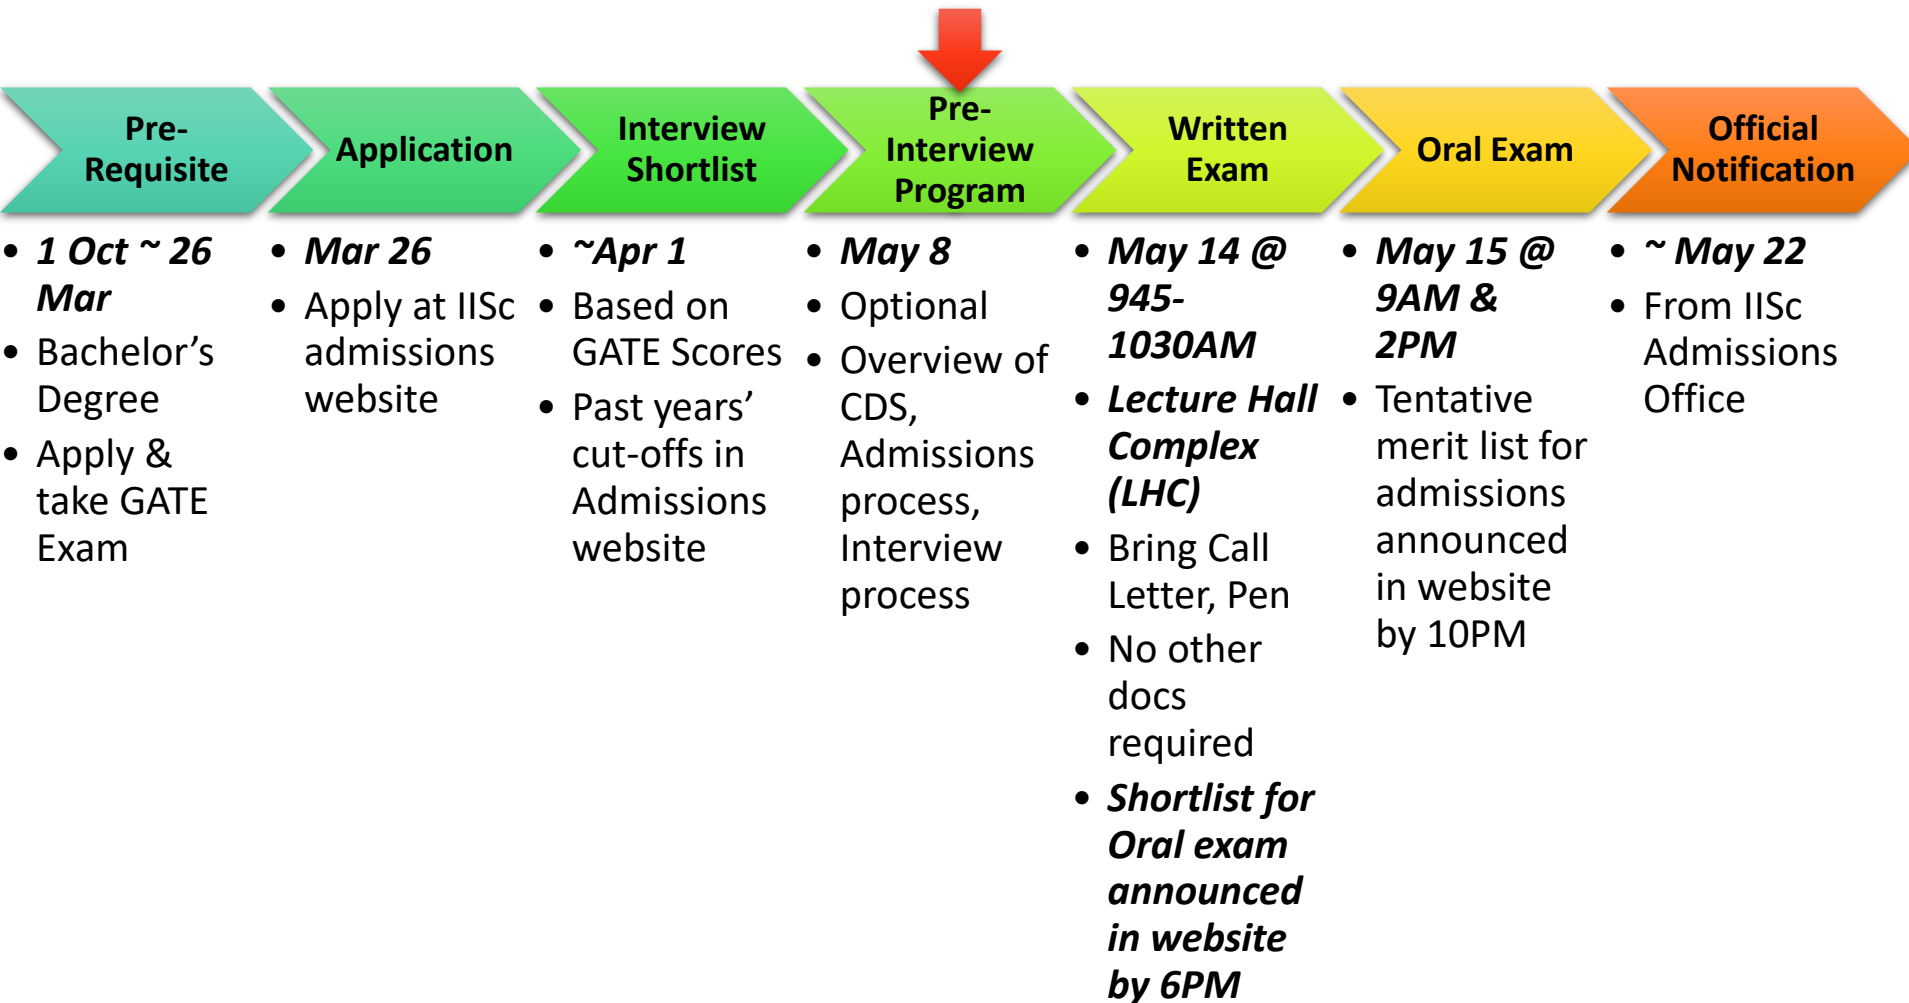 Pre-
Requisite
Application
Interview
Shortlist
Pre-
Interview
Program
Written
Exam
Oral Exam
Official
Notification
• 1 Oct ~ 26
Mar
• Bachelor’s
Degree
• Apply &
take GATE
Exam
• Mar 26
• Apply at IISc
admissions
website
• ~Apr 1
• Based on
GATE Scores
• Past years’
cut-offs in
Admissions
website
• May 8
• Optional
• Overview of
CDS,
Admissions
process,
Interview
process
• May 14 @
945-
1030AM
• Lecture Hall
Complex
(LHC)
• Bring Call
Letter, Pen
• No other
docs
required
• Shortlist for
Oral exam
announced
in website
by 6PM
• May 15 @
9AM &
2PM
• Tentative
merit list for
admissions
announced
in website
by 10PM
• ~ May 22
• From IISc
Admissions
Office